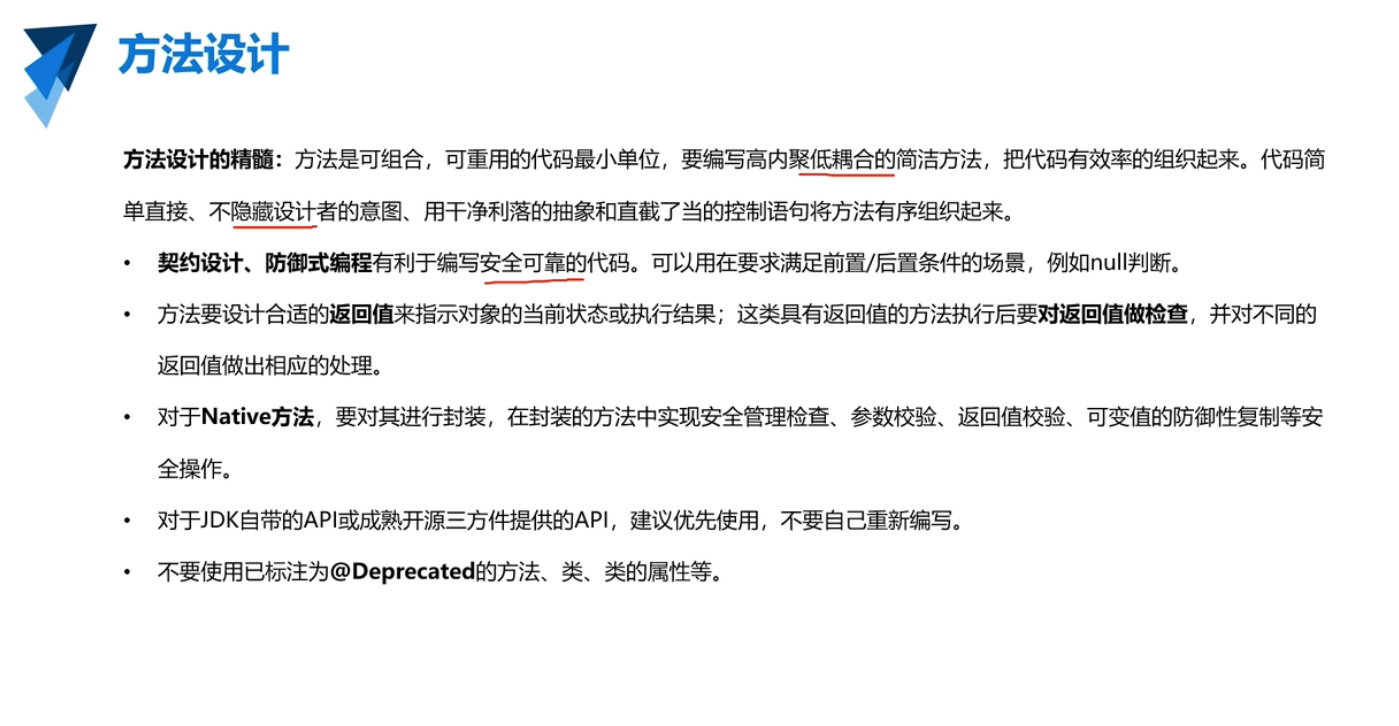 方法设计
方法设计的精髓：方法是可组合，可重用的代码最小单位，要编写高内聚低耦合的简洁方法，把代码有效率的组织起来。代码简
单直接、不隐藏设计者的意图、用干净利落的抽象和直截了当的控制语句将方法有序组织起来。
• 契约设计、防御式编程有利于编写安全可靠的代码。可以用在要求满足前置/后置条件的场景，例如null判断。
• 方法要设计合适的返回值来指示对象的当前状态或执行结果；这类具有返回值的方法执行后要对返回值做检查，并对不同的
返回值做出相应的处理。
• 对于Native方法，要对其进行封装，在封装的方法中实现安全管理检查、参数校验、返回值校验、可变值的防御性复制等安
全操作。
• 对于JDK自带的API或成熟开源三方件提供的API，建议优先使用，不要自己重新编写。
• 不要使用已标注为@Deprecated的方法、类、类的属性等。